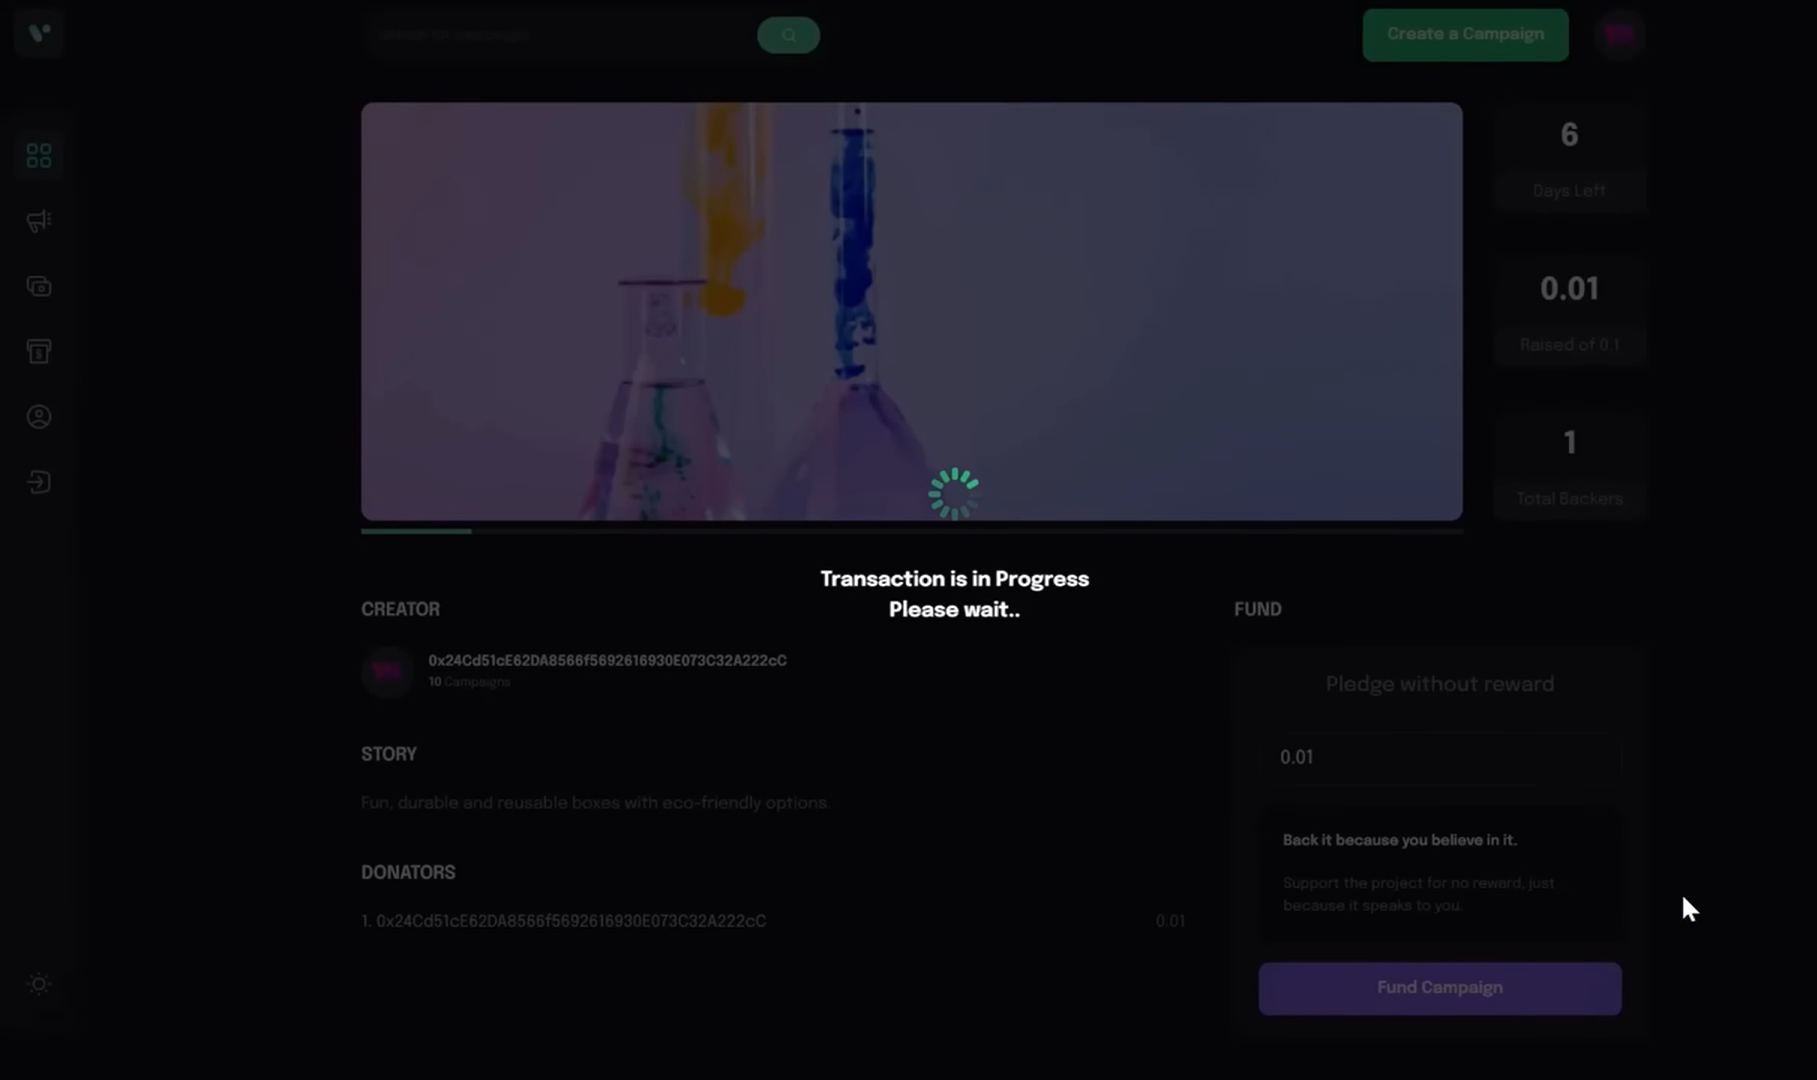 Search for campaigns
Create a Campaign
6
Days Left
0.01
Raised of 0.1
1
Total Backers
Transaction is in Progress
Please wait..
CREATOR
0x24Cd51cE62DA8566f5692616930E073C32A222cC
10 Campaigns
STORY
Fun, durable and reusable boxes with eco-friendly options.
DONATORS
1. 0x24Cd51cE62DA8566f5692616930E073C32A222cC
0.01
FUND
Pledge without reward
0.01
Back it because you believe in it.
Support the project for no reward, just
because it speaks to you.
Fund Campaign